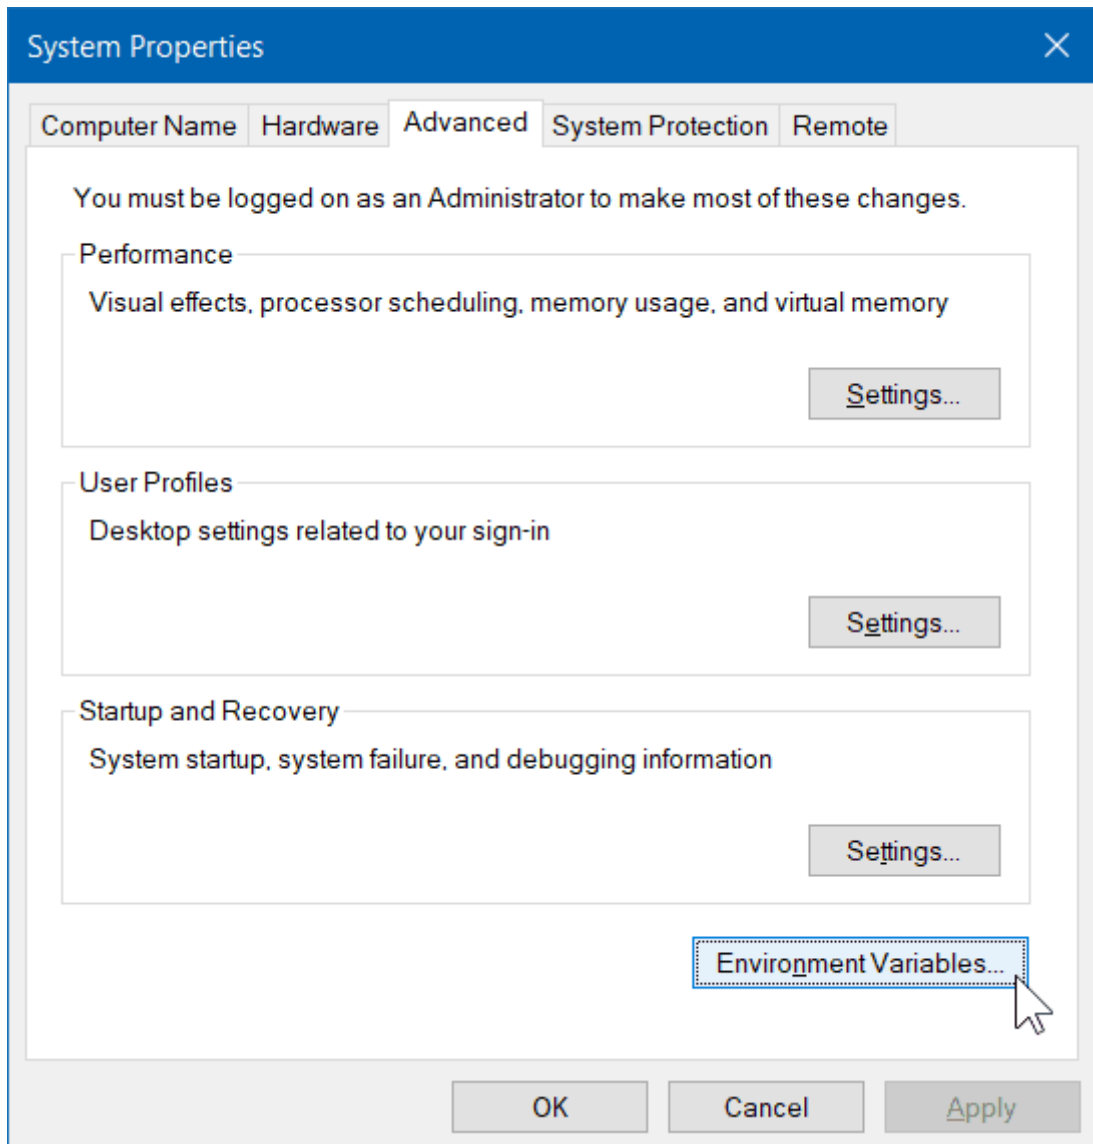 System Properties
Computer Name Hardware Advanced System Protection Remote
You must be logged on as an Administrator to make most of these changes.
Performance
Visual effects, processor scheduling, memory usage, and virtual memory
Settings...
User Profiles
Desktop settings related to your sign-in
Settings...
Startup and Recovery
System startup, system failure, and debugging information
Settings...
Environment Variables...
OK Cancel Apply